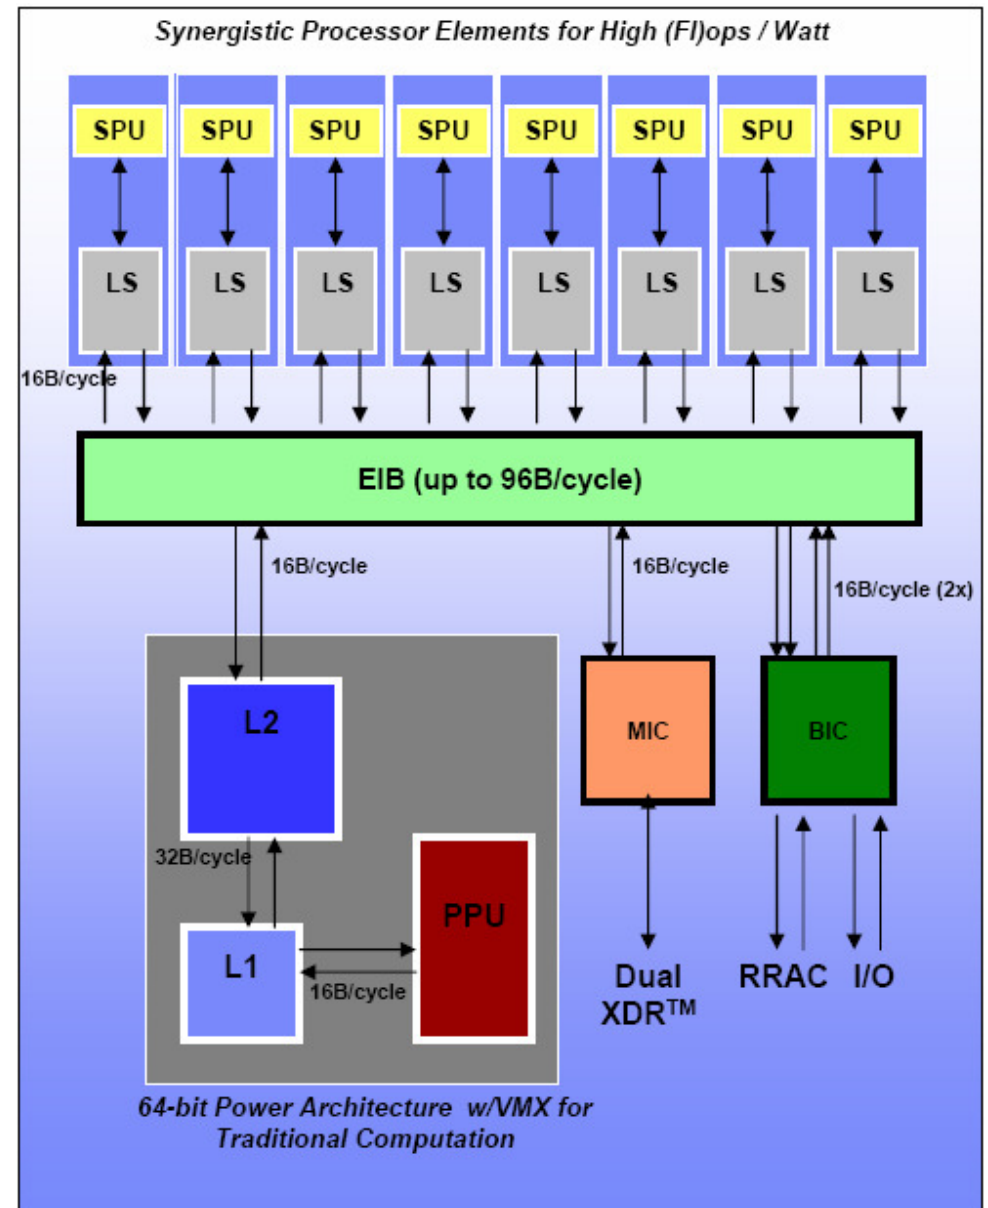 Synergistic Processor Elements for High (Fl)ops / Watt
SPU SPU SPU SPU SPU SPU SPU SPU
LS LS LS LS LS LS LS LS
16B/cycle
EIB (up to 96B/cycle)
16B/cycle 16B/cycle 16B/cycle (2x)
L2 MIC BIC
32B/cycle
PPU
L1
16B/cycle
Dual
XDR™
RRAC I/O
64-bit Power Architecture w/VMX for
Traditional Computation